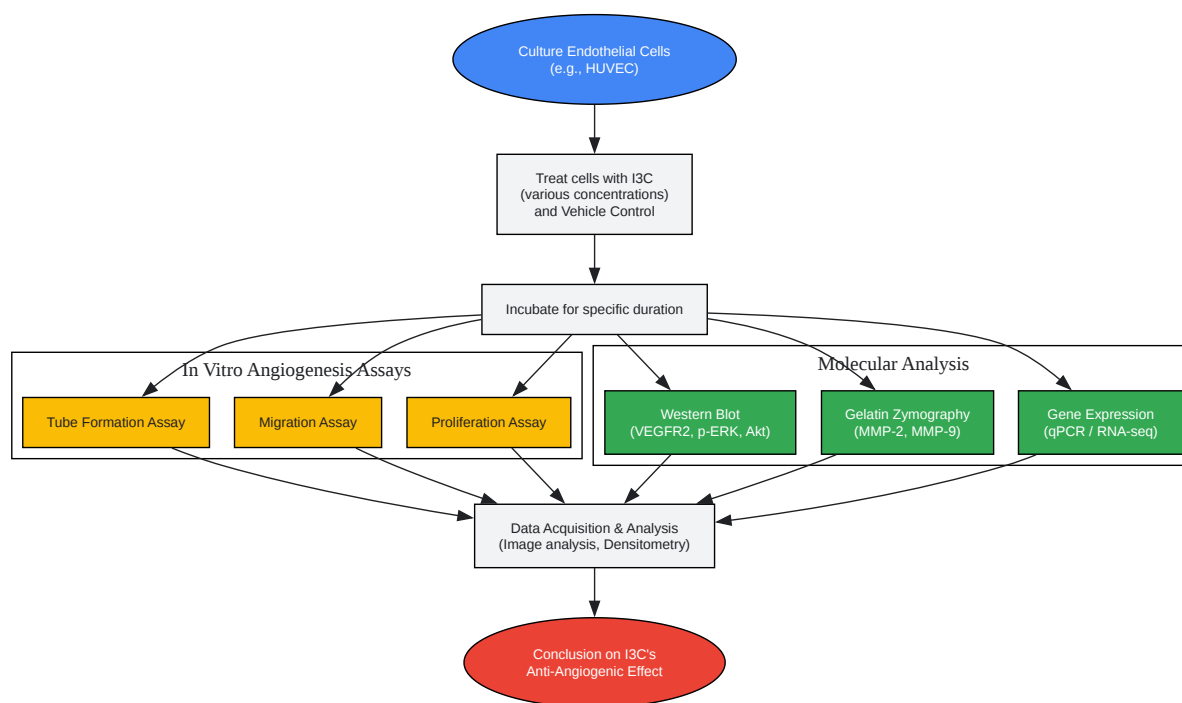 Culture Endothelial Cells
(e.g., HUVEC)
Treat cells with I3C
(various concentrations)
and Vehicle Control
Incubate for specific duration
In Vitro Angiogenesis Assays
Molecular Analysis
Tube Formation Assay
Migration Assay
Proliferation Assay
Western Blot
(VEGFR2, p-ERK, Akt)
Gelatin Zymography
(MMP-2, MMP-9)
Gene Expression
(qPCR / RNA-seq)
Data Acquisition & Analysis
(Image analysis, Densitometry)
Conclusion on I3C's
Anti-Angiogenic Effect